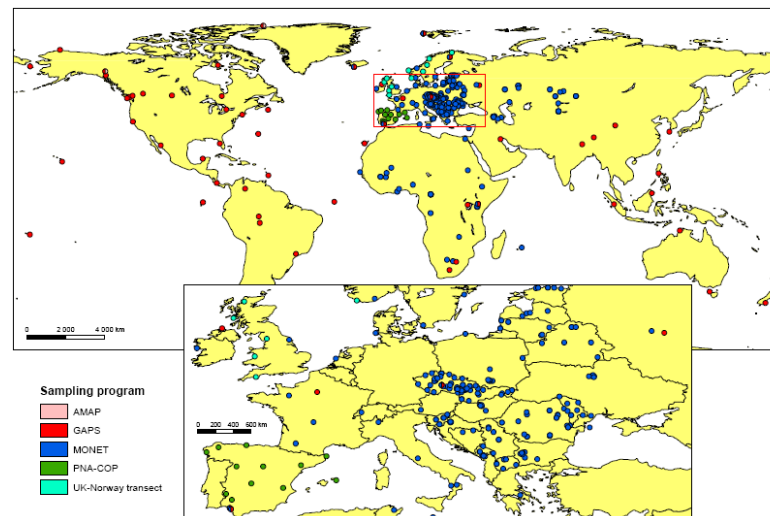 0 2 000 4 000 km
0 200 400 600 km
Sampling program
AMAP
GAPS
MONET
PNA-COP
UK-Norway transect